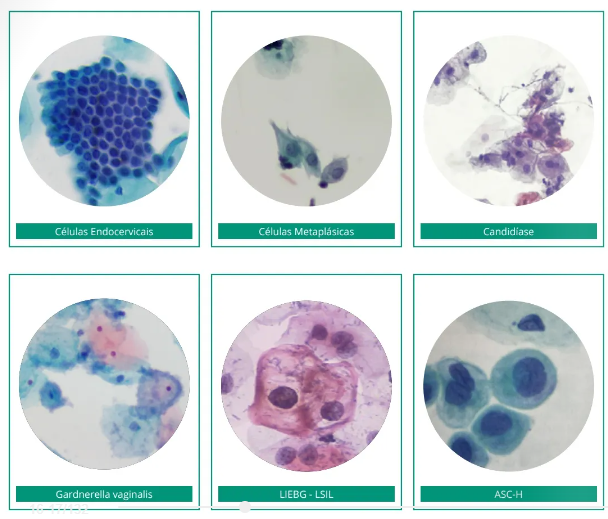 Células Endocervicais
Células Metaplásicas
Candidíase
Gardnerella vaginalis
LIEBG - LSIL
ASC-H